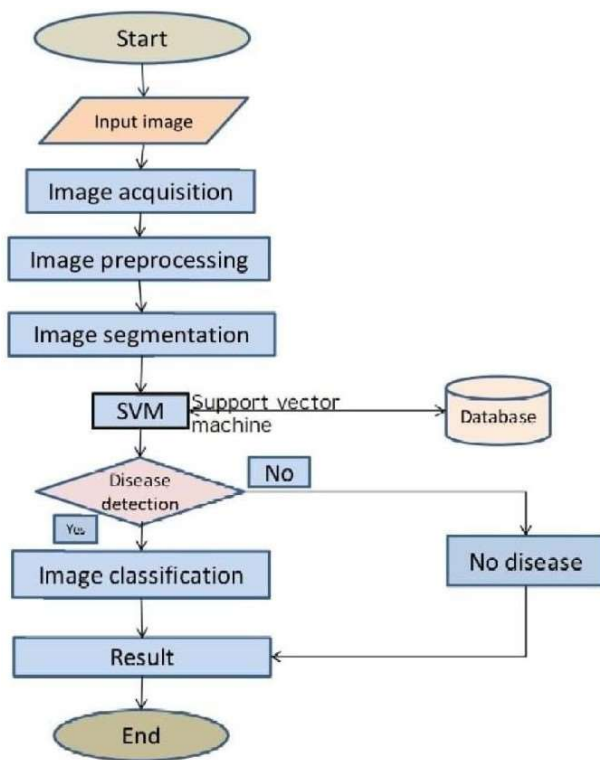 Start
Input image
Image acquisition
Image preprocessing
Image segmentation
SVM
Support vector
machine
Database
Disease
detection
No
Yes
Image classification
No disease
Result
End